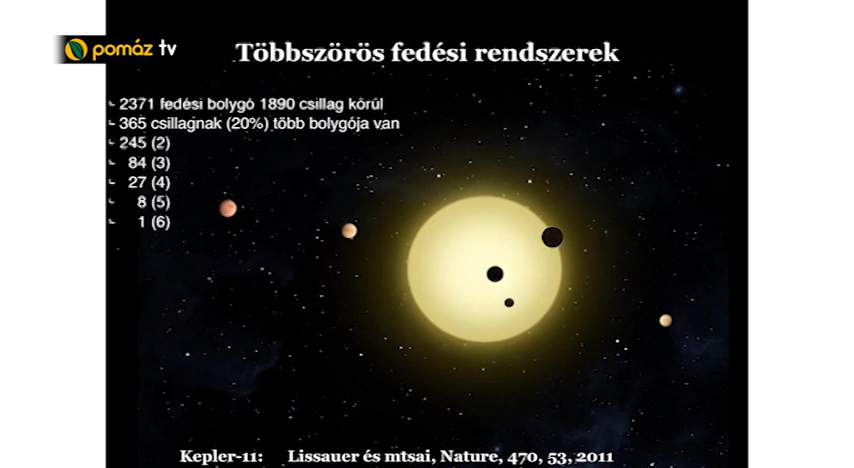 pomáz tv
Többszörös fedési rendszerek
2371 fedési bolygó 1890 csillag körül
365 csillagnak (20%) több bolygója van
245 (2)
84 (3)
27 (4)
8 (5)
1 (6)
Kepler-11: Lissauer és mtsai, Nature, 470, 53, 2011